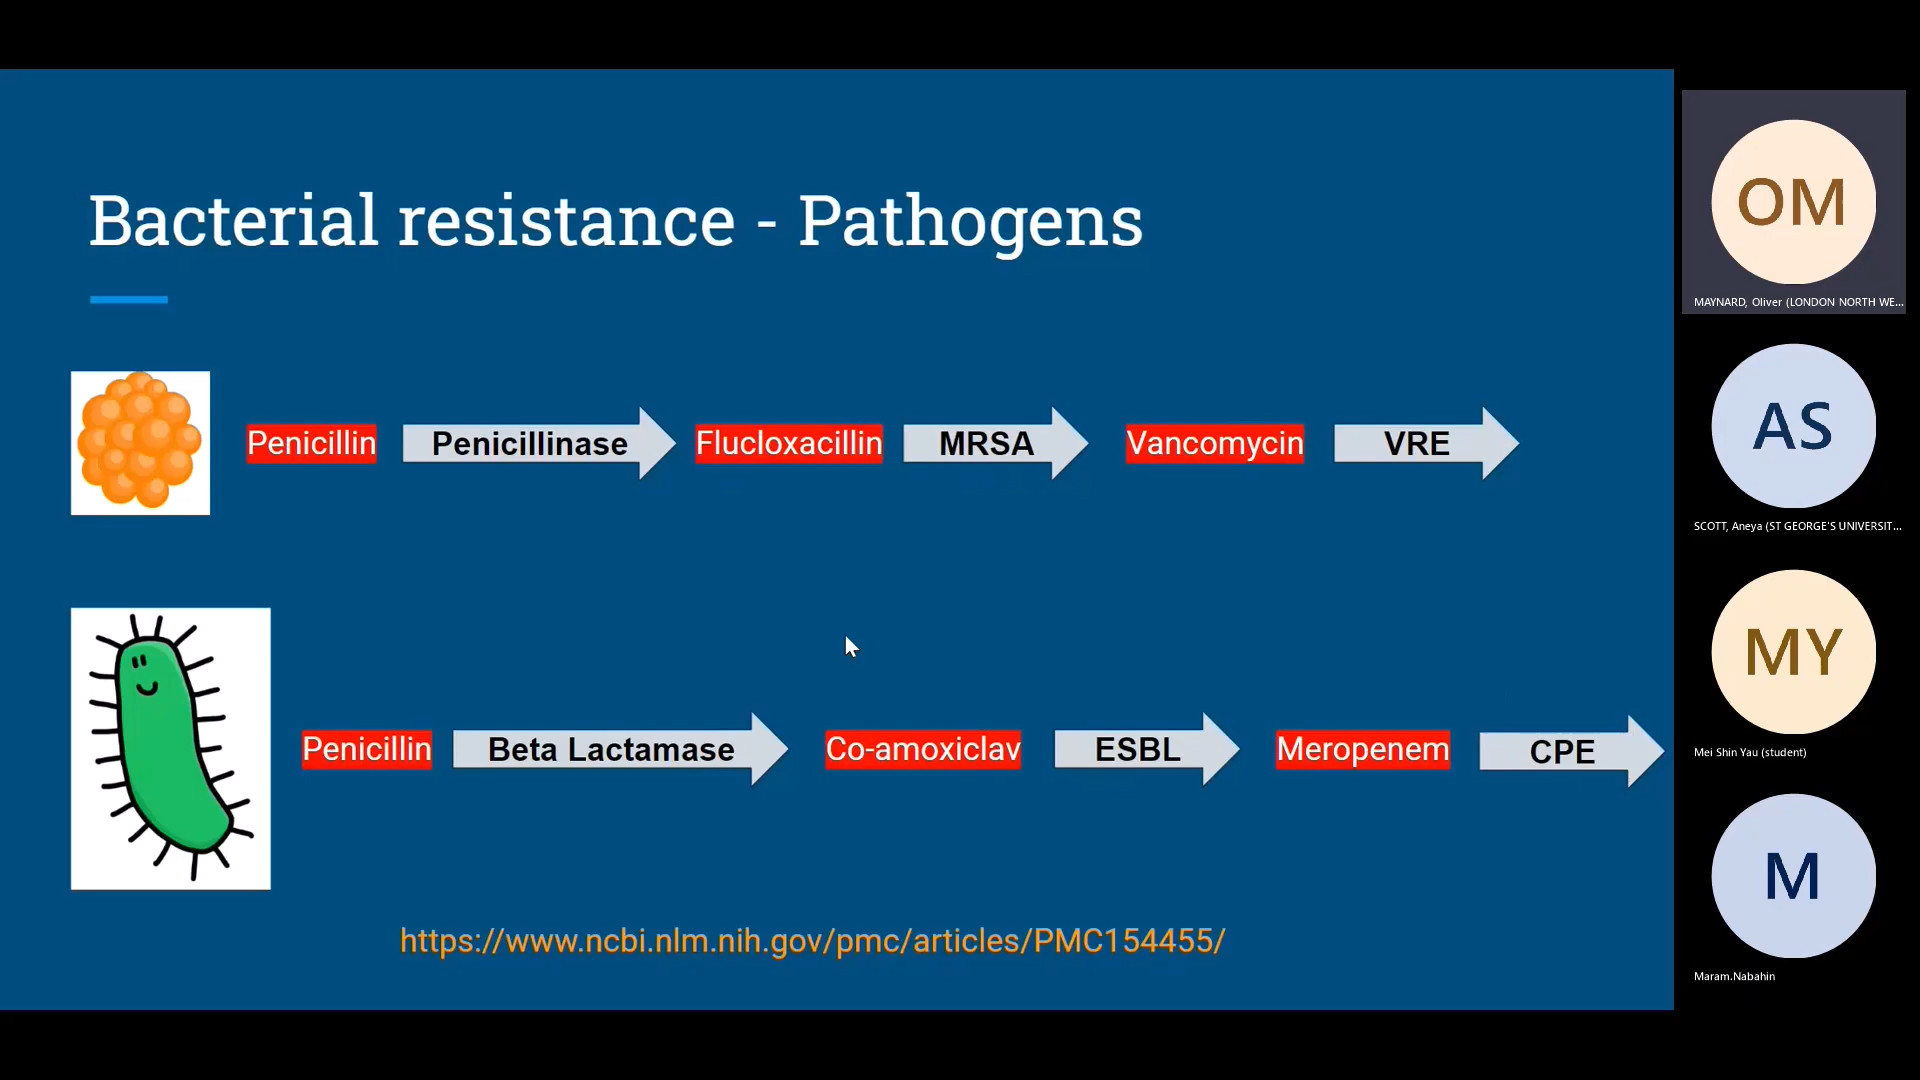 Bacterial resistance - Pathogens
Penicillin Penicillinase Flucloxacillin MRSA Vancomycin VRE
Penicillin Beta Lactamase Co-amoxiclav ESBL Meropenem CPE
https://www.ncbi.nlm.nih.gov/pmc/articles/PMC154455/
OM
MAYNARD, Oliver (LONDON NORTH WE...
AS
SCOTT, Aneya (ST GEORGE'S UNIVERSIT...
MY
Mei Shin Yau (student)
M
Maram.Nabahin